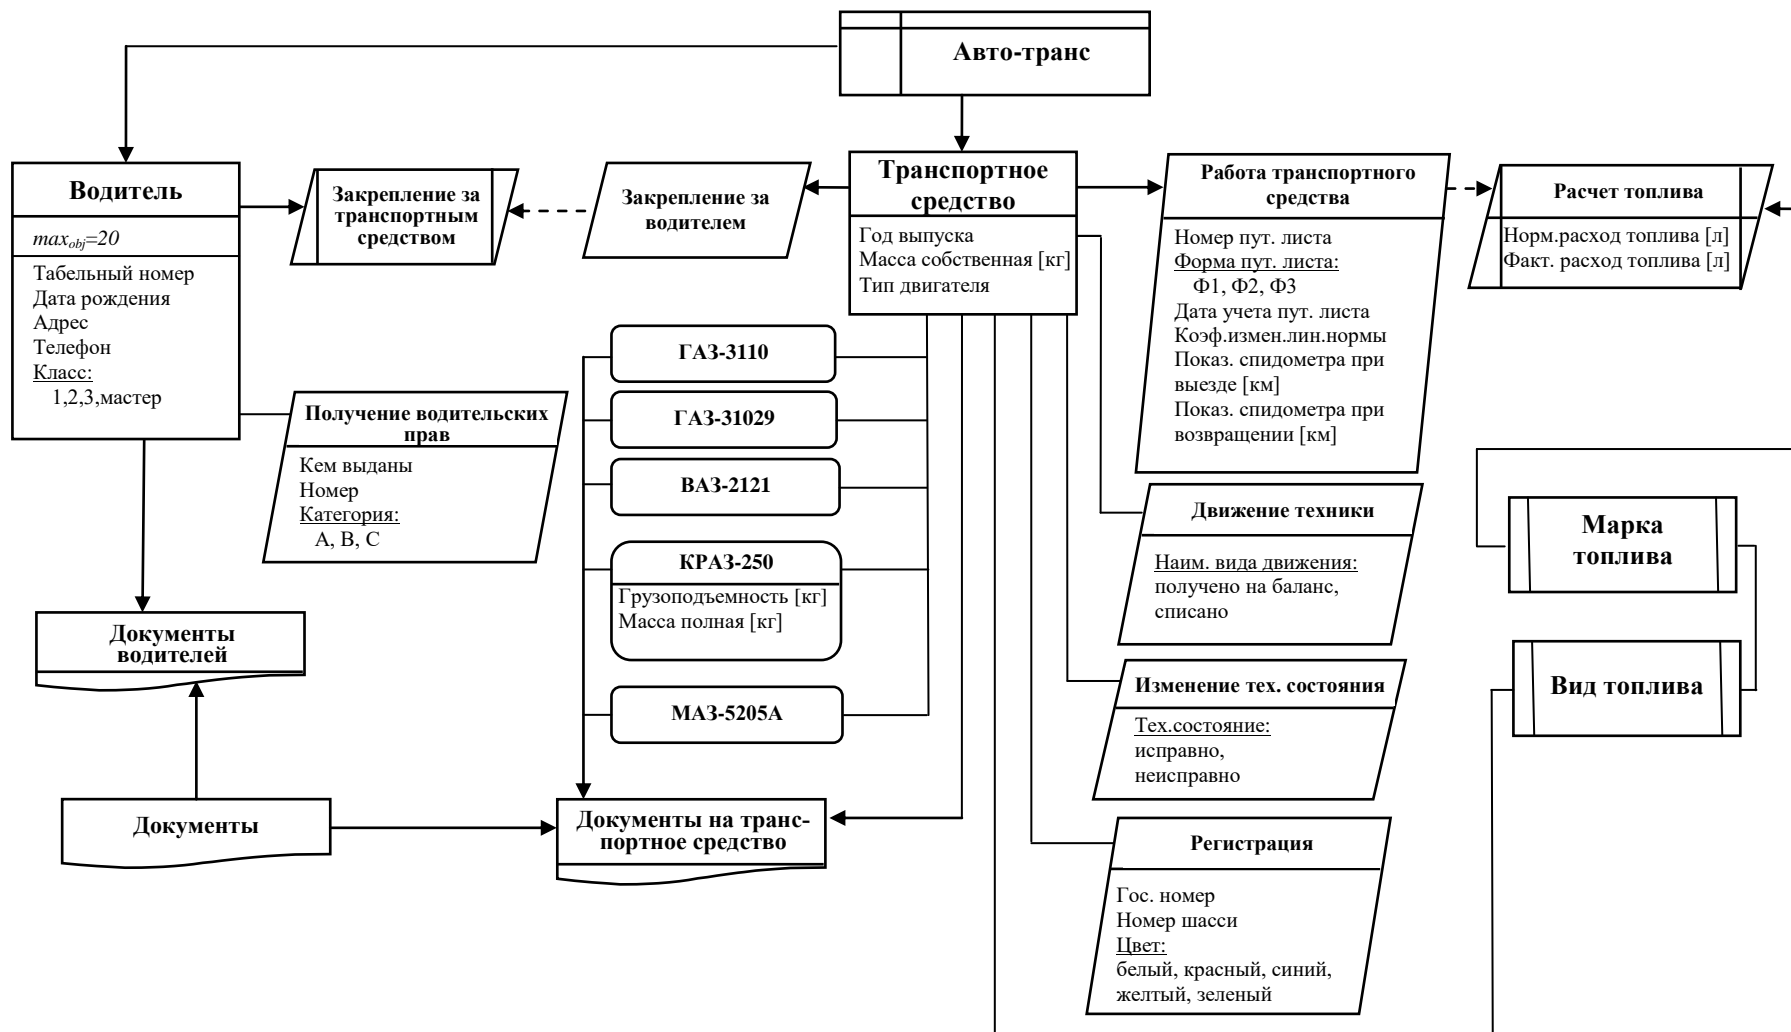 Авто-транс
Водитель
max_obj=20
Табельный номер
Дата рождения
Адрес
Телефон
Класс:
1,2,3,мастер
Закрепление за
транспортным
средством
Закрепление за
водителем
Транспортное
средство
Год выпуска
Масса собственная [кг]
Тип двигателя
Работа транспортного
средства
Номер пут. листа
Форма пут. листа:
Ф1, Ф2, Ф3
Дата учета пут. листа
Коэф.измен.лин.нормы
Показ. спидометра при
выезде [км]
Показ. спидометра при
возвращении [км]
Расчет топлива
Норм.расход топлива [л]
Факт. расход топлива [л]
Получение водительских
прав
Кем выданы
Номер
Категория:
А, В, С
ГАЗ-3110
ГАЗ-31029
ВАЗ-2121
КРАЗ-250
Грузоподъемность [кг]
Масса полная [кг]
МАЗ-5205А
Движение техники
Наим. вида движения:
получено на баланс,
списано
Марка
топлива
Вид топлива
Изменение тех. состояния
Тех.состояние:
исправно,
неисправно
Документы
водителей
Документы
Документы на транс-
портное средство
Регистрация
Гос. номер
Номер шасси
Цвет:
белый, красный, синий,
желтый, зеленый